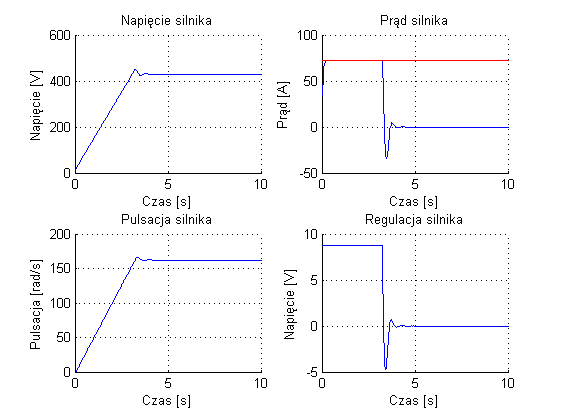 Napięcie silnika
600
400
200
0
0 5 10
Napięcie [V]
Czas [s]
Prąd silnika
100
50
0
-50
0 5 10
Prąd [A]
Czas [s]
Pulsacja silnika
200
150
100
50
0
0 5 10
Pulsacja [rad/s]
Czas [s]
Regulacja silnika
10
5
0
-5
0 5 10
Napięcie [V]
Czas [s]